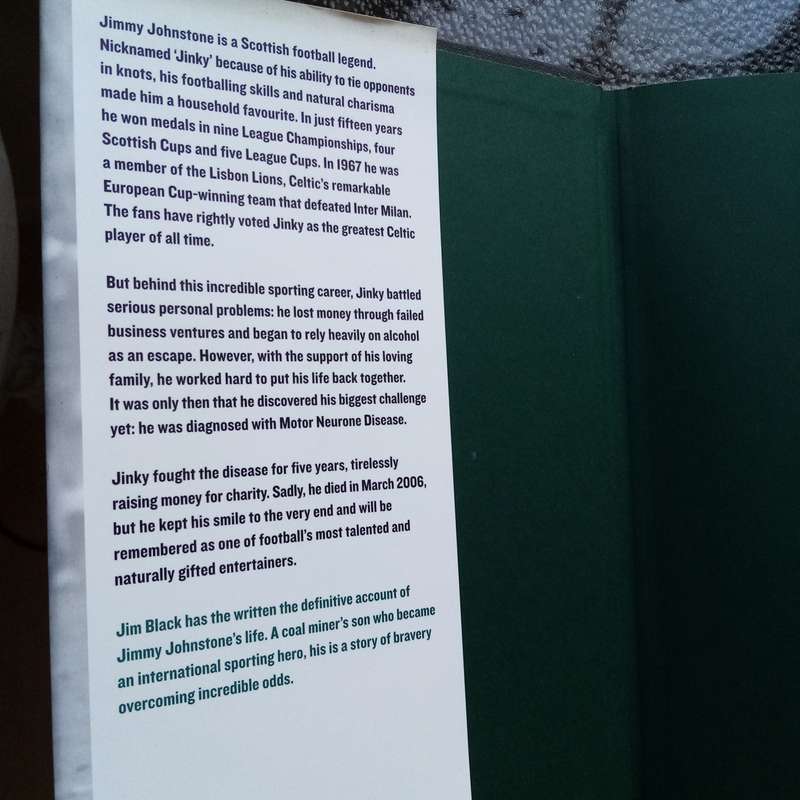 Jimmy Johnstone is a Scottish football legend.
Nicknamed ‘Jinky’ because of his ability to tie opponents
in knots, his footballing skills and natural charisma
made him a household favourite. In just fifteen years
he won medals in nine League Championships, four
Scottish Cups and five League Cups. In 1967 he was
a member of the Lisbon Lions, Celtic’s remarkable
European Cup-winning team that defeated Inter Milan.
The fans have rightly voted Jinky as the greatest Celtic
player of all time.
But behind this incredible sporting career, Jinky battled
serious personal problems: he lost money through failed
business ventures and began to rely heavily on alcohol
as an escape. However, with the support of his loving
family, he worked hard to put his life back together.
It was only then that he discovered his biggest challenge
yet: he was diagnosed with Motor Neurone Disease.
Jinky fought the disease for five years, tirelessly
raising money for charity. Sadly, he died in March 2006,
but he kept his smile to the very end and will be
remembered as one of football’s most talented and
naturally gifted entertainers.
Jim Black has the written the definitive account of
Jimmy Johnstone’s life. A coal miner’s son who became
an international sporting hero, his is a story of bravery
overcoming incredible odds.